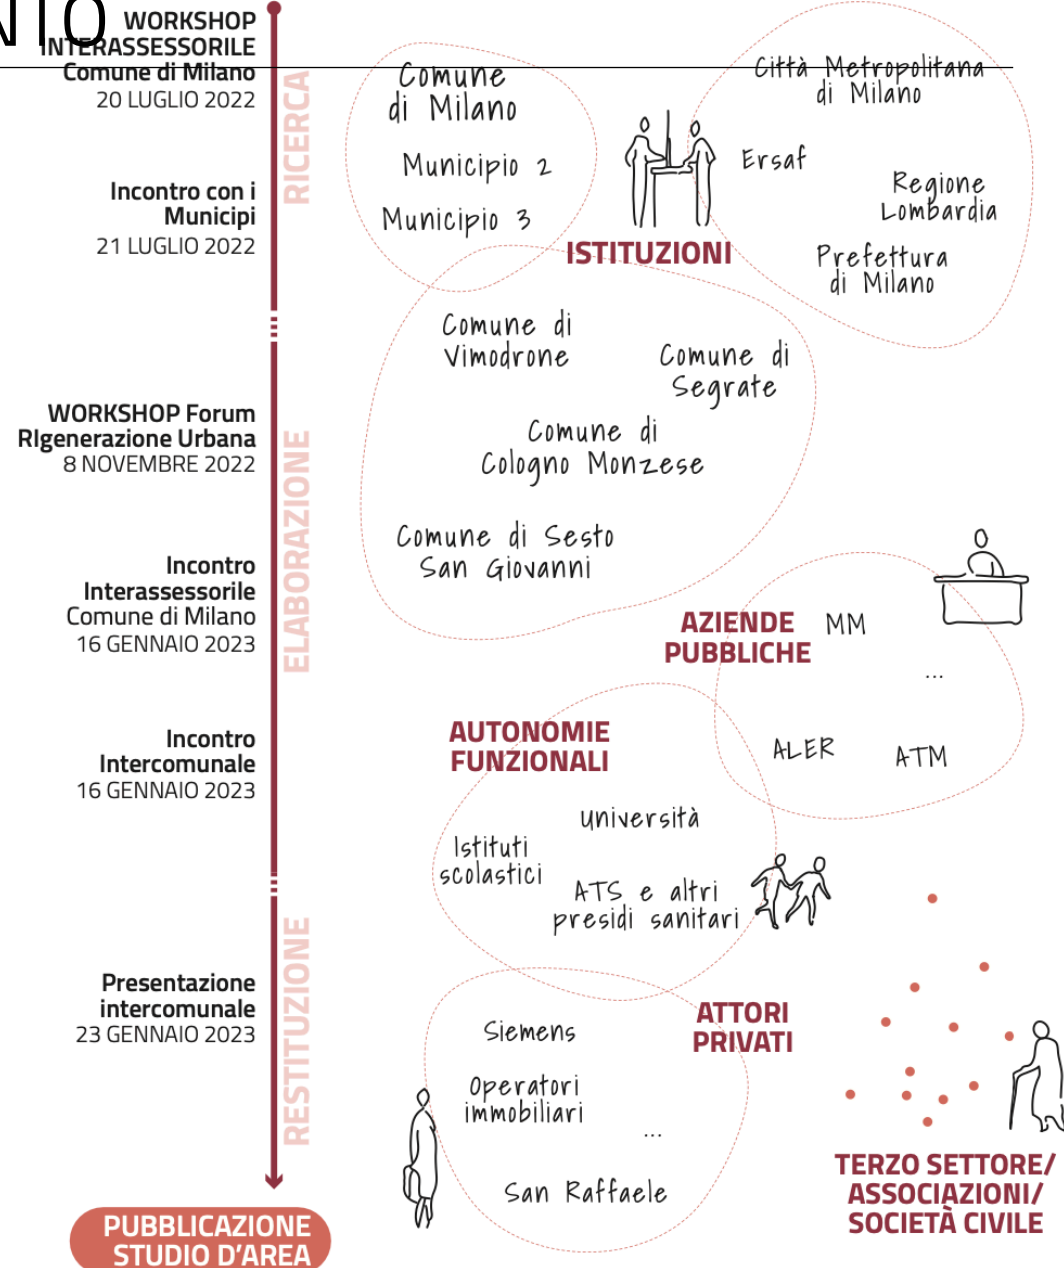 NTO
WORKSHOP
INTERASSESSORILE
Comune di Milano
20 LUGLIO 2022
Incontro con i
Municipi
21 LUGLIO 2022
WORKSHOP Forum
RIgenerazione Urbana
8 NOVEMBRE 2022
Incontro
Interassessorile
Comune di Milano
16 GENNAIO 2023
Incontro
Intercomunale
16 GENNAIO 2023
Presentazione
intercomunale
23 GENNAIO 2023
PUBBLICAZIONE
STUDIO D'AREA
RICERCA
ELABORAZIONE
RESTITUZIONE
Comune
di Milano
Municipio 2
Municipio 3
ISTITUZIONI
Città Metropolitana
di Milano
Ersaf
Regione
Lombardia
Prefettura
di Milano
Comune di
Vimodrone
Comune di
Segrate
Comune di
Cologno Monzese
Comune di Sesto
San Giovanni
AZIENDE
PUBBLICHE
MM
...
ALER
ATM
AUTONOMIE
FUNZIONALI
Università
Istituti
scolastici
ATS e altri
presidi sanitari
ATTORI
PRIVATI
Siemens
Operatori
immobiliari
...
San Raffaele
TERZO SETTORE/
ASSOCIAZIONI/
SOCIETÀ CIVILE